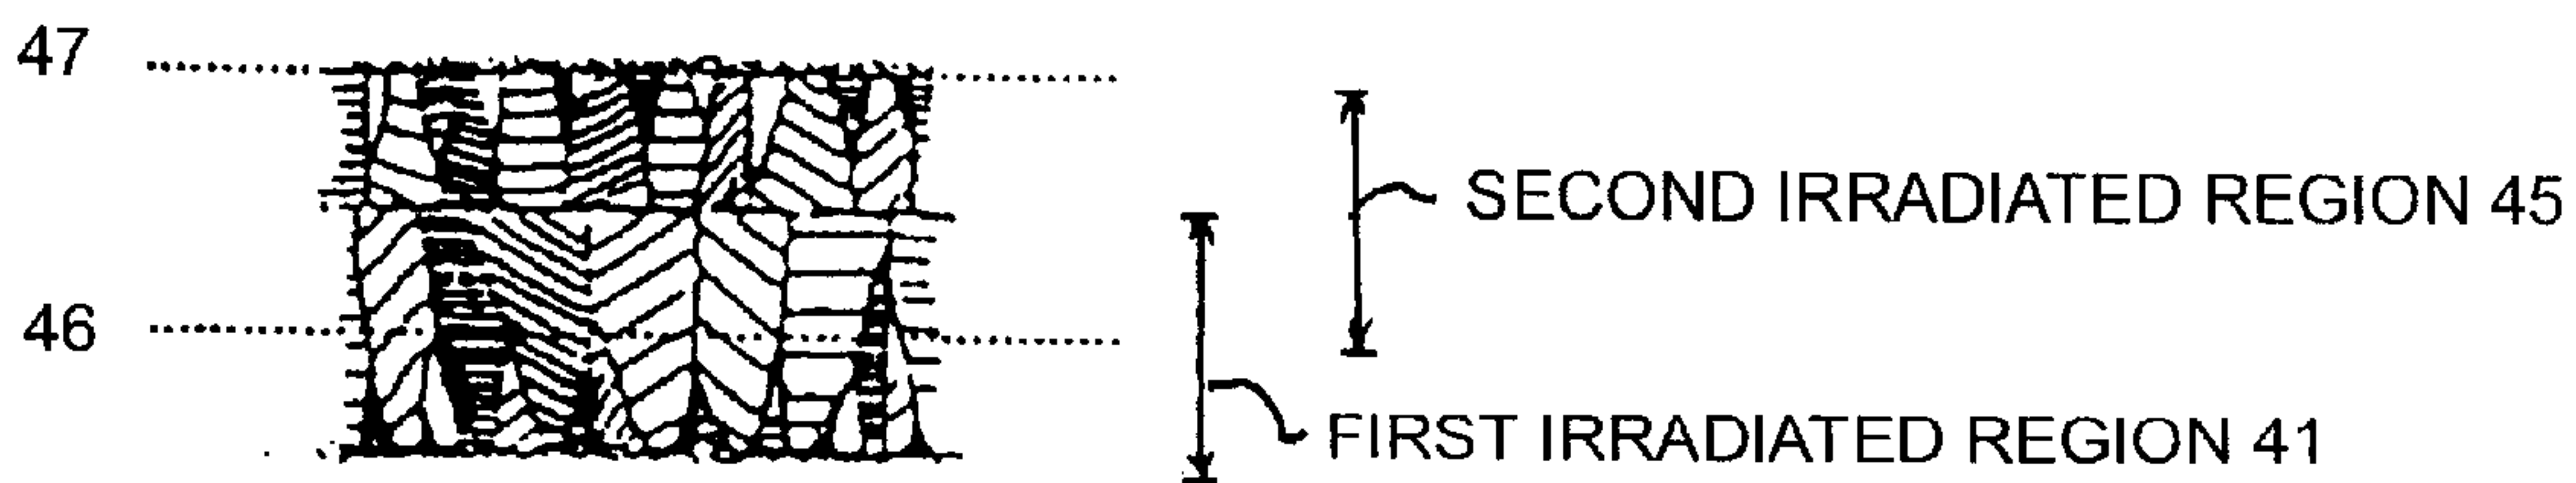 47
SECOND IRRADIATED REGION 45
46
FIRST IRRADIATED REGION 41